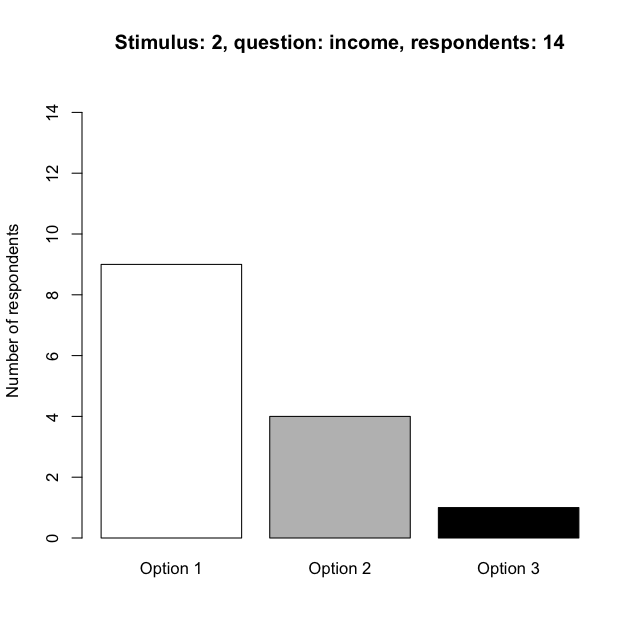 Stimulus: 2, question: income, respondents: 14
Number of respondents
14
12
10
8
6
4
2
0
Option 1 Option 2 Option 3